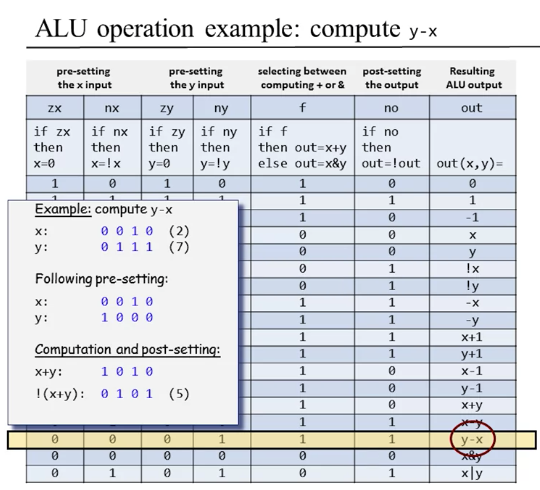 ALU operation example: compute y-x
pre-setting the x input | pre-setting the y input | selecting between computing + or & | post-setting the output | Resulting ALU output
zx nx zy ny f no out
if zx then x=0 | if nx then x=!x | if zy then y=0 | if ny then y=!y | if f then out=x+y else out=x&y | if no then out=!out | out(x,y)=
1 0 1 0 1 0 0
1 1 1
1 0 -1
0 0 x
0 0 y
0 1 !x
0 1 !y
1 1 -x
1 1 -y
1 1 x+1
1 1 y+1
1 0 x-1
1 0 y-1
1 0 x+y
1 1 x-y
0 0 0 1 1 1 y-x
0 0 0 0 0 0 x&y
0 1 0 1 0 1 x|y
Example: compute y-x
x: 0 0 1 0 (2)
y: 0 1 1 1 (7)
Following pre-setting:
x: 0 0 1 0
y: 1 0 0 0
Computation and post-setting:
x+y: 1 0 1 0
!(x+y): 0 1 0 1 (5)